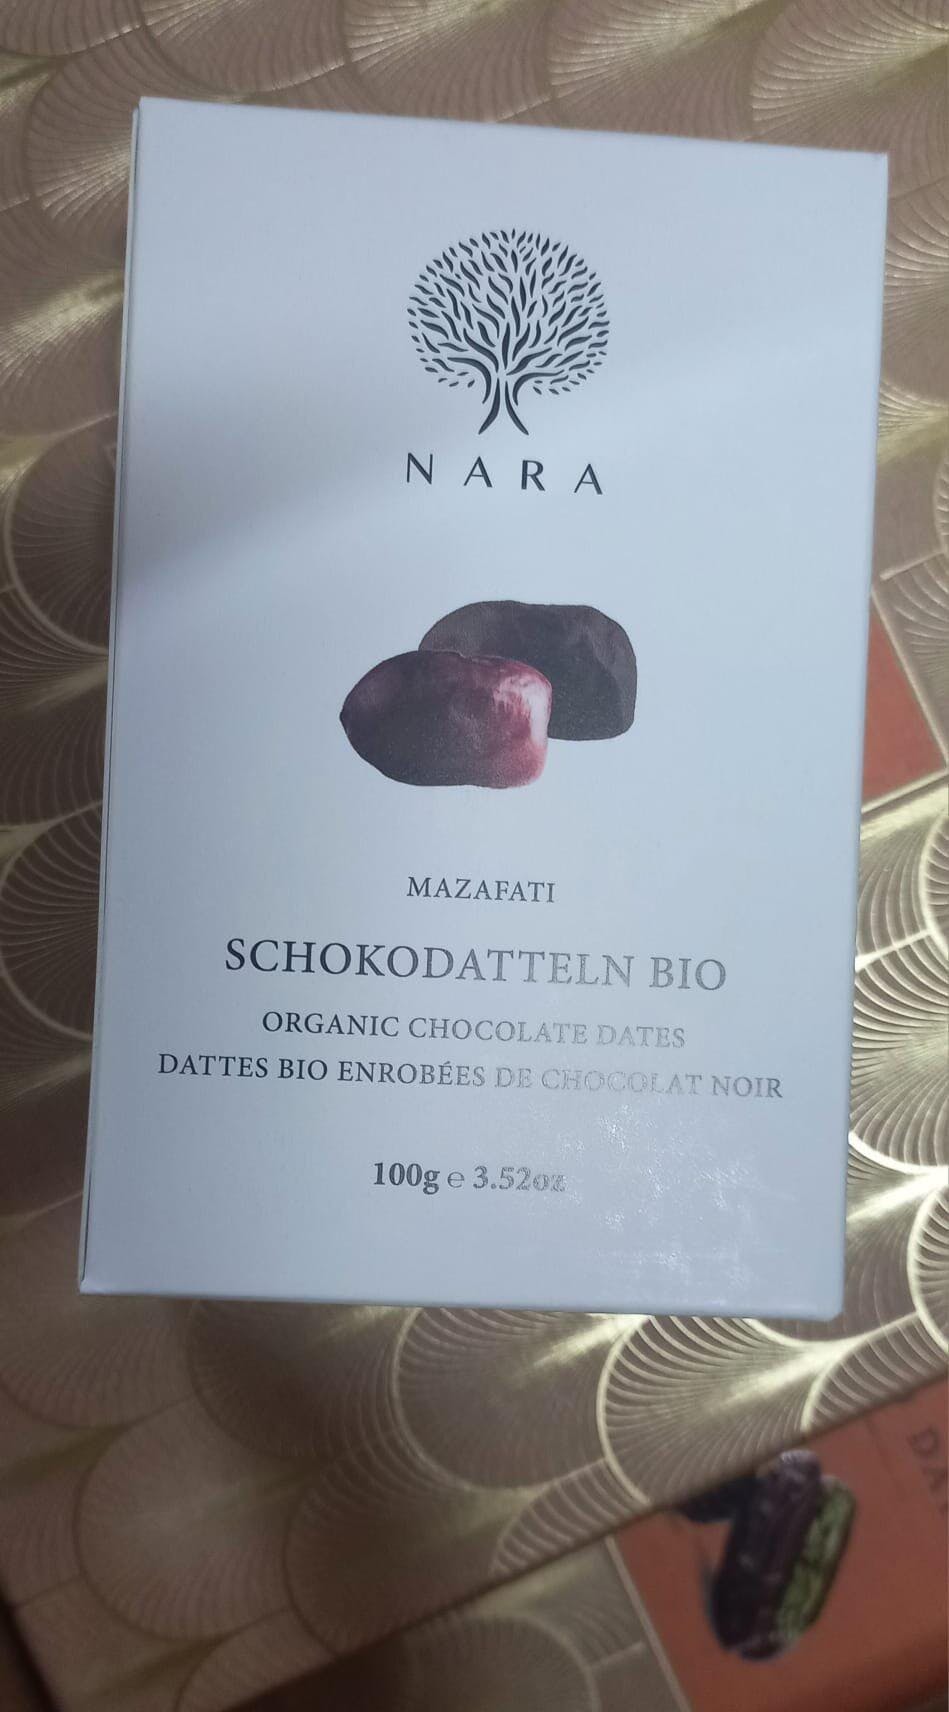 NARA
MAZAFATI
SCHOKODATTELN BIO
ORGANIC CHOCOLATE DATES
DATTES BIO ENROBÉES DE CHOCOLAT NOIR
100g e 3.52oz